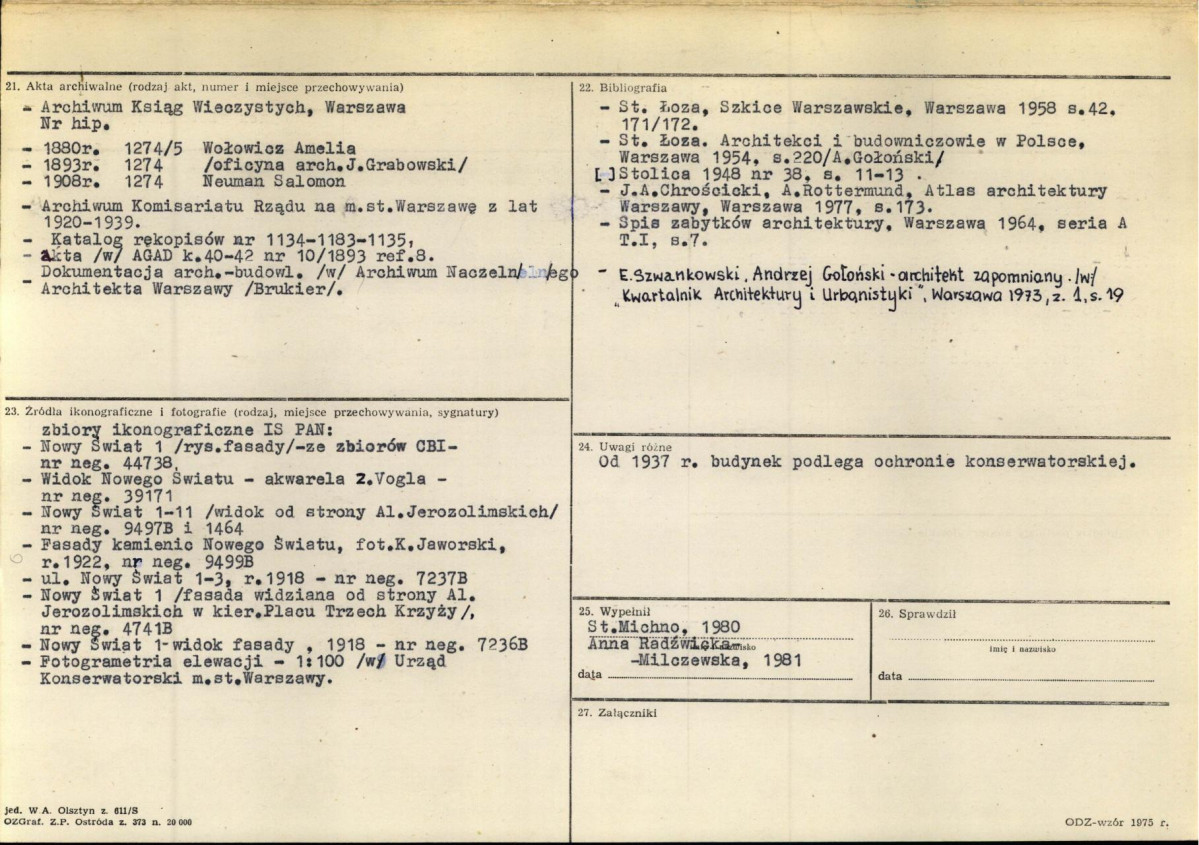 21. Akta archiwalne (rodzaj akt, numer i miejsce przechowywania)
- Archiwum Ksiąg Wieczystych, Warszawa
Nr hip.
- 1880r. 1274/5 Wołowicz Amelia
- 1893r. 1274 /oficyna arch.J.Grabowski/
- 1908r. 1274 Neuman Salomon
- Archiwum Komisariatu Rządu na m.st.Warszawę z lat
1920-1939.
- Katalog rękopisów nr 1134-1183-1135,
- akta /w/ AGAD k.40-42 nr 10/1893 ref.8.
Dokumentacja arch.-budowl. /w/ Archiwum Naczeln/eln/ego
- Architekta Warszawy /Brukier/.
22. Bibliografia
- St. Łoza, Szkice Warszawskie, Warszawa 1958 s.42.
171/172.
- St. Łoza. Architekci i budowniczowie w Polsce,
Warszawa 1954, s.220/A.Gołoński/
[-]Stolica 1948 nr 38, s. 11-13 .
- J.A.Chrościcki, A.Rottermund, Atlas architektury
Warszawy, Warszawa 1977, s.173.
- Spis zabytków architektury, Warszawa 1964, seria A
T.I, s.7.
- E.Szwankowski, Andrzej Gołoński - architekt zapomniany . /w/
"Kwartalnik Architektury i Urbanistyki", Warszawa 1973, z. 1, s. 19
23. Źródła ikonograficzne i fotografie (rodzaj, miejsce przechowywania, sygnatury)
zbiory ikonograficzne IS PAN:
- Nowy Świat 1 /rys.fasady/-ze zbiorów CBI-
nr neg. 44738,
- Widok Nowego Światu - akwarela Z.Vogla -
nr neg. 39171
- Nowy Świat 1-11 /widok od strony Al.Jerozolimskich/
nr neg. 9497B i 1464
- Fasady kamienic Nowego Światu, fot.K.Jaworski,
r.1922, nr neg. 9499B
- ul. Nowy Świat 1-3, r.1918 - nr neg. 7237B
- Nowy Świat 1 /fasada widziana od strony Al.
Jerozolimskich w kier.Placu Trzech Krzyży/,
nr neg. 4741B
- Nowy Świat 1-widok fasady , 1918 - nr neg. 7236B
- Fotogrametria elewacji - 1:100 /w/ Urząd
Konserwatorski m.st.Warszawy.
24. Uwagi różne
Od 1937 r. budynek podlega ochronie konserwatorskiej.
25. Wypełnił
St.Michno, 1980
Anna Radźwicka-
-Milczewska, 1981
data
26. Sprawdził
imię i nazwisko
data
27. Załączniki
jed. W.A. Olsztyn z. 611/S
OZGraf. Z.P. Ostróda z. 373 n. 20 000
ODZ-wzór 1975 r.